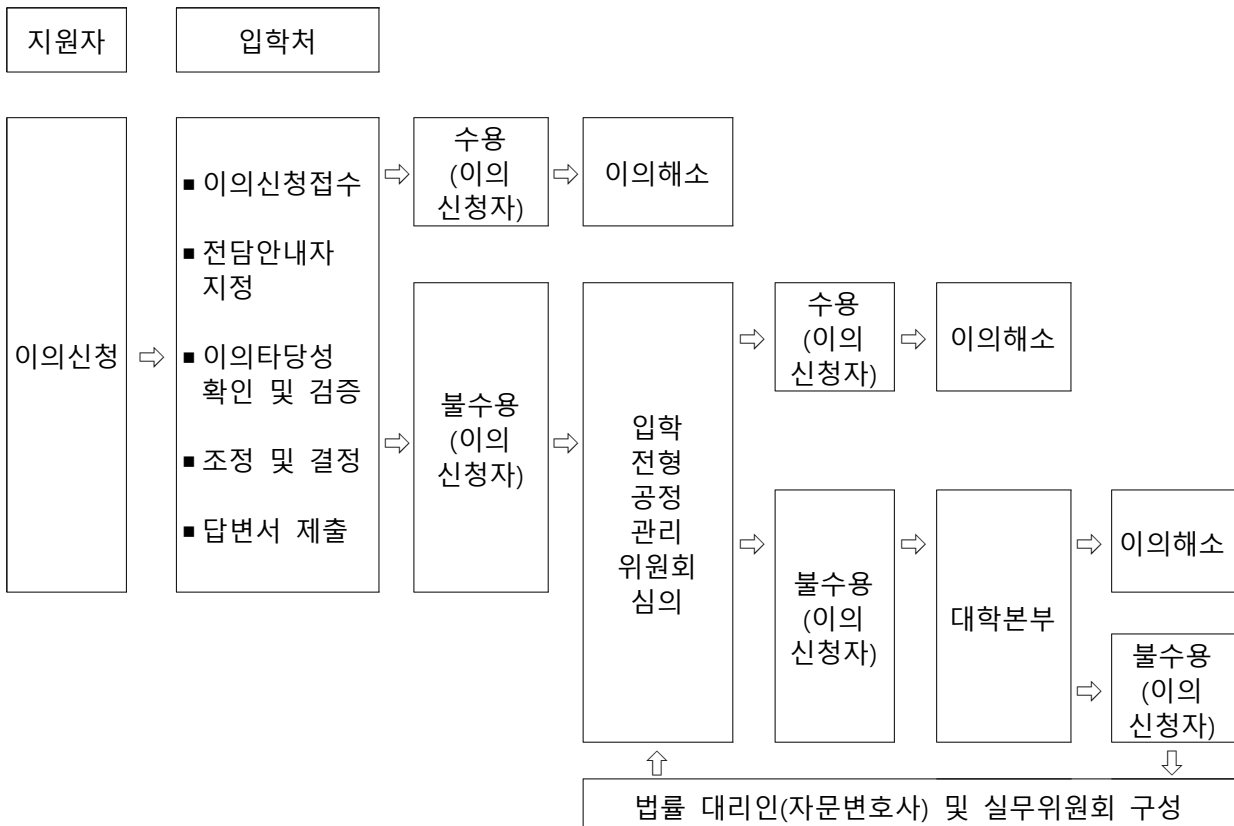 지원자
입학처
이의신청
■ 이의신청접수
■ 전담안내자
지정
■ 이의타당성
확인 및 검증
■ 조정 및 결정
■ 답변서 제출
수용
(이의
신청자)
이의해소
불수용
(이의
신청자)
입학
전형
공정
관리
위원회
심의
수용
(이의
신청자)
이의해소
불수용
(이의
신청자)
대학본부
이의해소
불수용
(이의
신청자)
법률 대리인(자문변호사) 및 실무위원회 구성